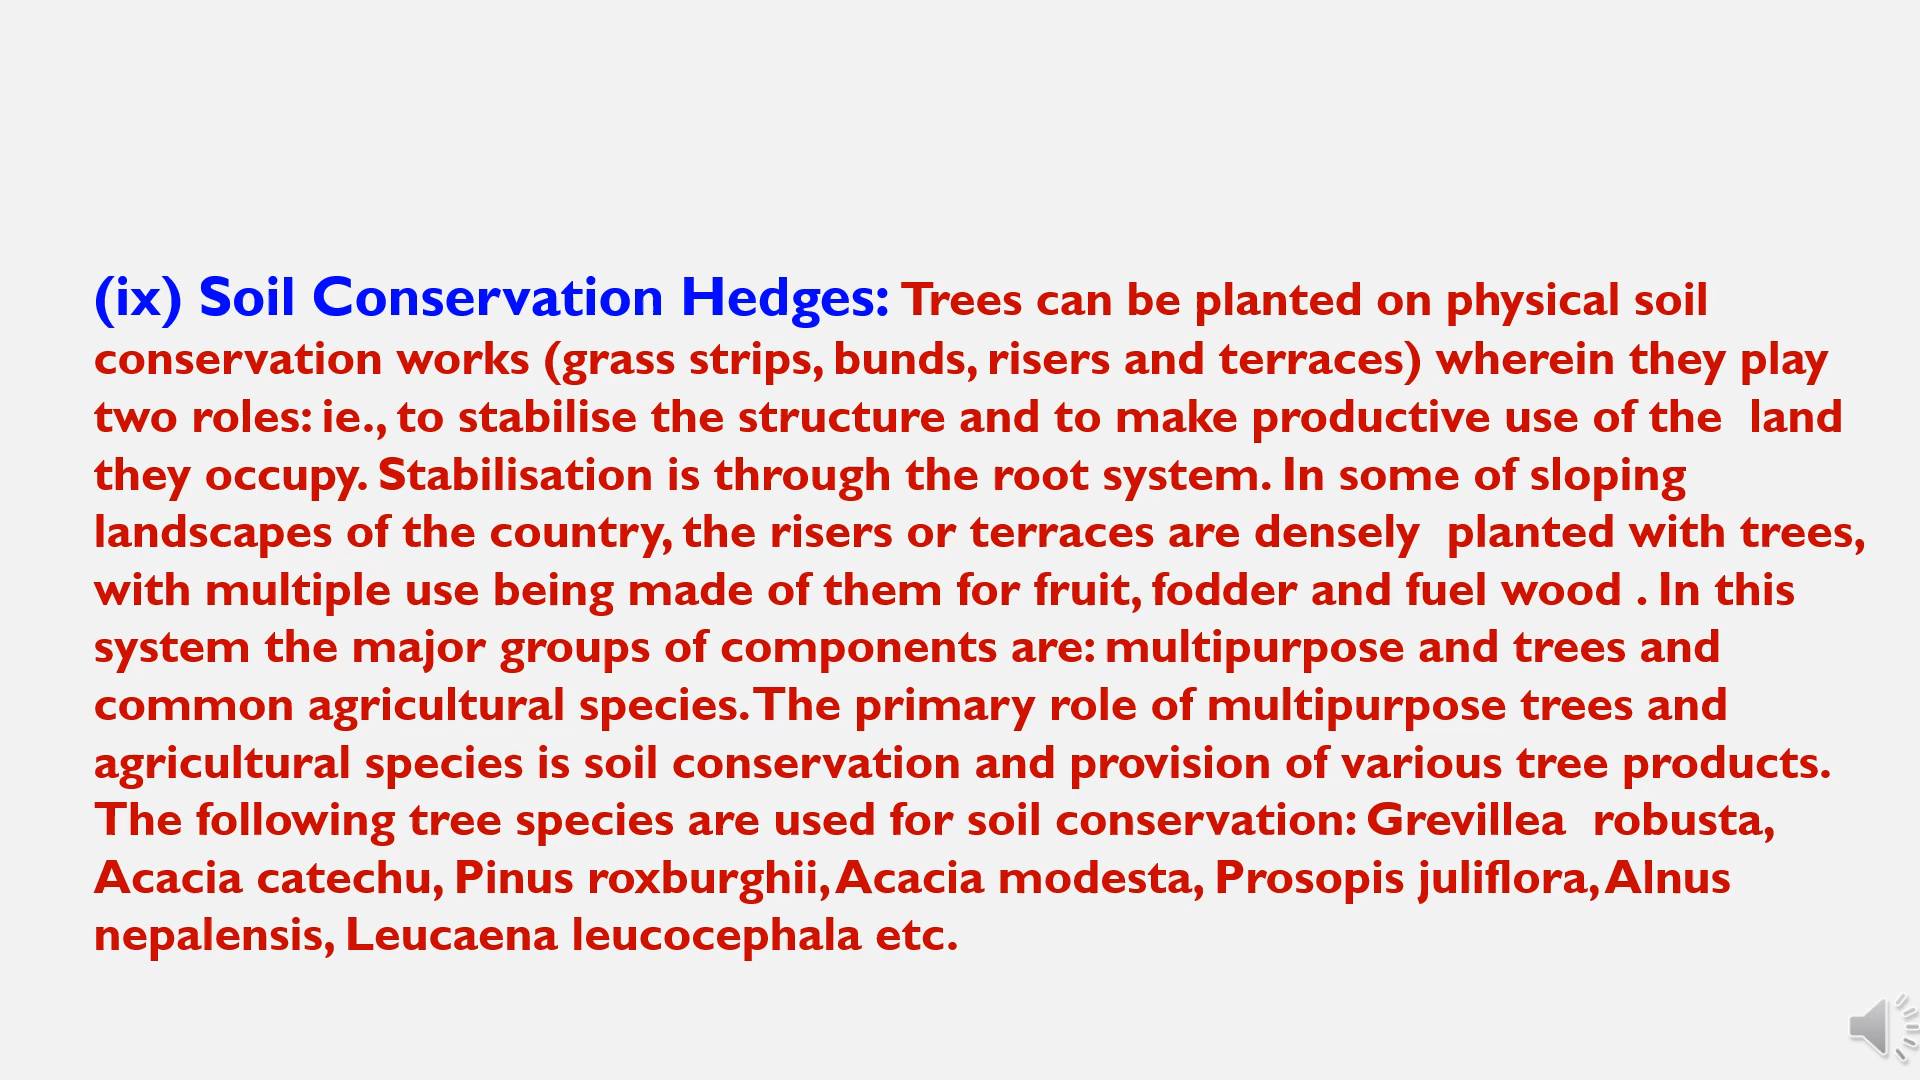 (ix) Soil Conservation Hedges: Trees can be planted on physical soil
conservation works (grass strips, bunds, risers and terraces) wherein they play
two roles: ie., to stabilise the structure and to make productive use of the  land
they occupy. Stabilisation is through the root system. In some of sloping
landscapes of the country, the risers or terraces are densely  planted with trees,
with multiple use being made of them for fruit, fodder and fuel wood . In this
system the major groups of components are: multipurpose and trees and
common agricultural species. The primary role of multipurpose trees and
agricultural species is soil conservation and provision of various tree products.
The following tree species are used for soil conservation: Grevillea  robusta,
Acacia catechu, Pinus roxburghii, Acacia modesta, Prosopis juliflora, Alnus
nepalensis, Leucaena leucocephala etc.